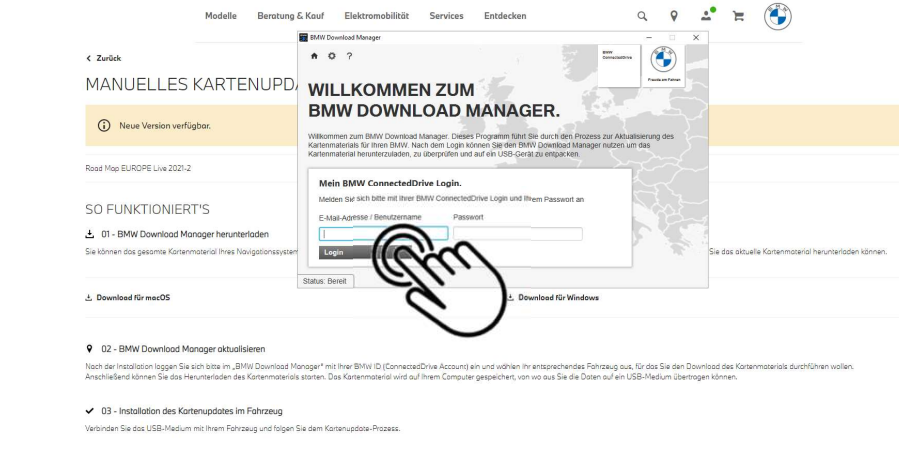 Modelle Beratung & Kauf Elektromobilität Services Entdecken
BMW Download Manager
Zurück
BMW
ConnectedDrive
Freude am Fahren
MANUELLES KARTENUPDA
WILLKOMMEN ZUM
BMW DOWNLOAD MANAGER.
Neue Version verfügbar.
Willkommen zum BMW Download Manager. Dieses Programm führt Sie durch den Prozess zur Aktualisierung des
Kartenmaterials für Ihren BMW. Nach dem Login können Sie den BMW Download Manager nutzen um das
Kartenmaterial herunterzuladen, zu überprüfen und auf ein USB-Gerät zu entpacken.
Road Map EUROPE Live 2021-2
Mein BMW ConnectedDrive Login.
Melden Sie sich bitte mit Ihrer BMW ConnectedDrive Login und Ihrem Passwort an
E-Mail-Adresse / Benutzername Passwort
Login
Status: Bereit
SO FUNKTIONIERT'S
01 - BMW Download Manager herunterladen
Sie können das gesamte Kartenmaterial Ihres Navigationssystem
Sie das aktuelle Kartenmaterial herunterladen können.
Download für macOS
Download für Windows
02 - BMW Download Manager aktualisieren
Nach der Installation loggen Sie sich bitte im „BMW Download Manager“ mit Ihrer BMW ID (ConnectedDrive Account) ein und wählen Ihr entsprechendes Fahrzeug aus, für das Sie den Download des Kartenmaterials durchführen wollen.
Anschließend können Sie das Herunterladen des Kartenmaterials starten. Das Kartenmaterial wird auf Ihrem Computer gespeichert, von wo aus Sie die Daten auf ein USB-Medium übertragen können.
03 - Installation des Kartenupdates im Fahrzeug
Verbinden Sie das USB-Medium mit Ihrem Fahrzeug und folgen Sie dem Kartenupdate-Prozess.